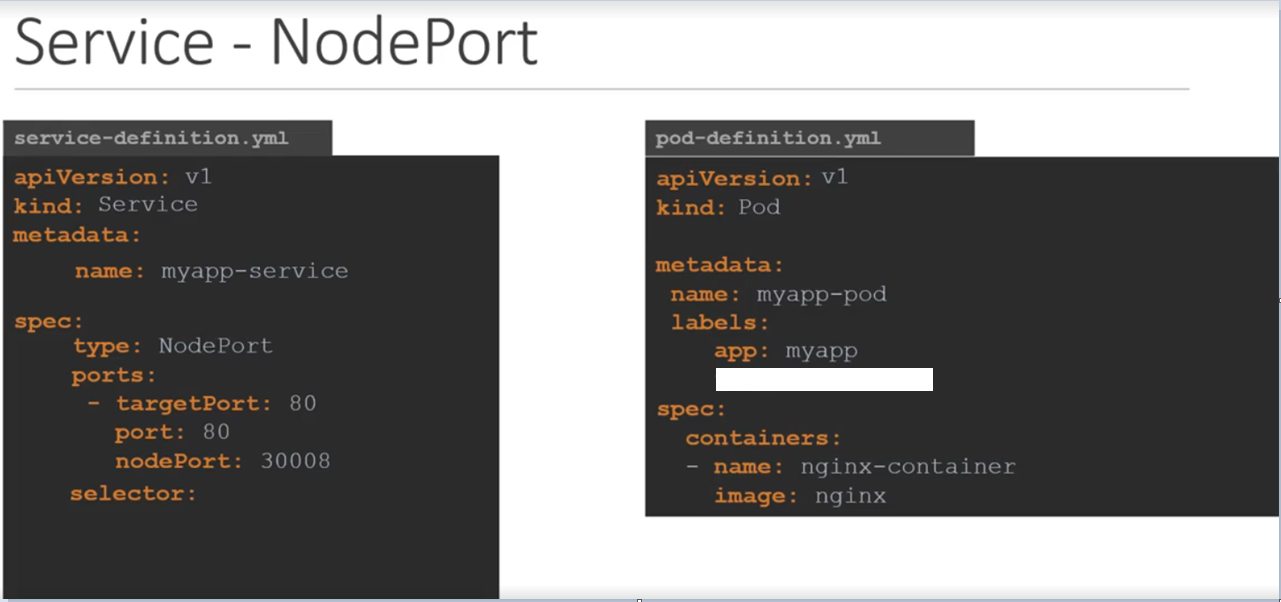 Service - NodePort
service-definition.yml
apiVersion: v1
kind: Service
metadata:
name: myapp-service
spec:
type: NodePort
ports:
- targetPort: 80
port: 80
nodePort: 30008
selector:
pod-definition.yml
apiVersion: v1
kind: Pod
metadata:
name: myapp-pod
labels:
app: myapp
spec:
containers:
- name: nginx-container
image: nginx